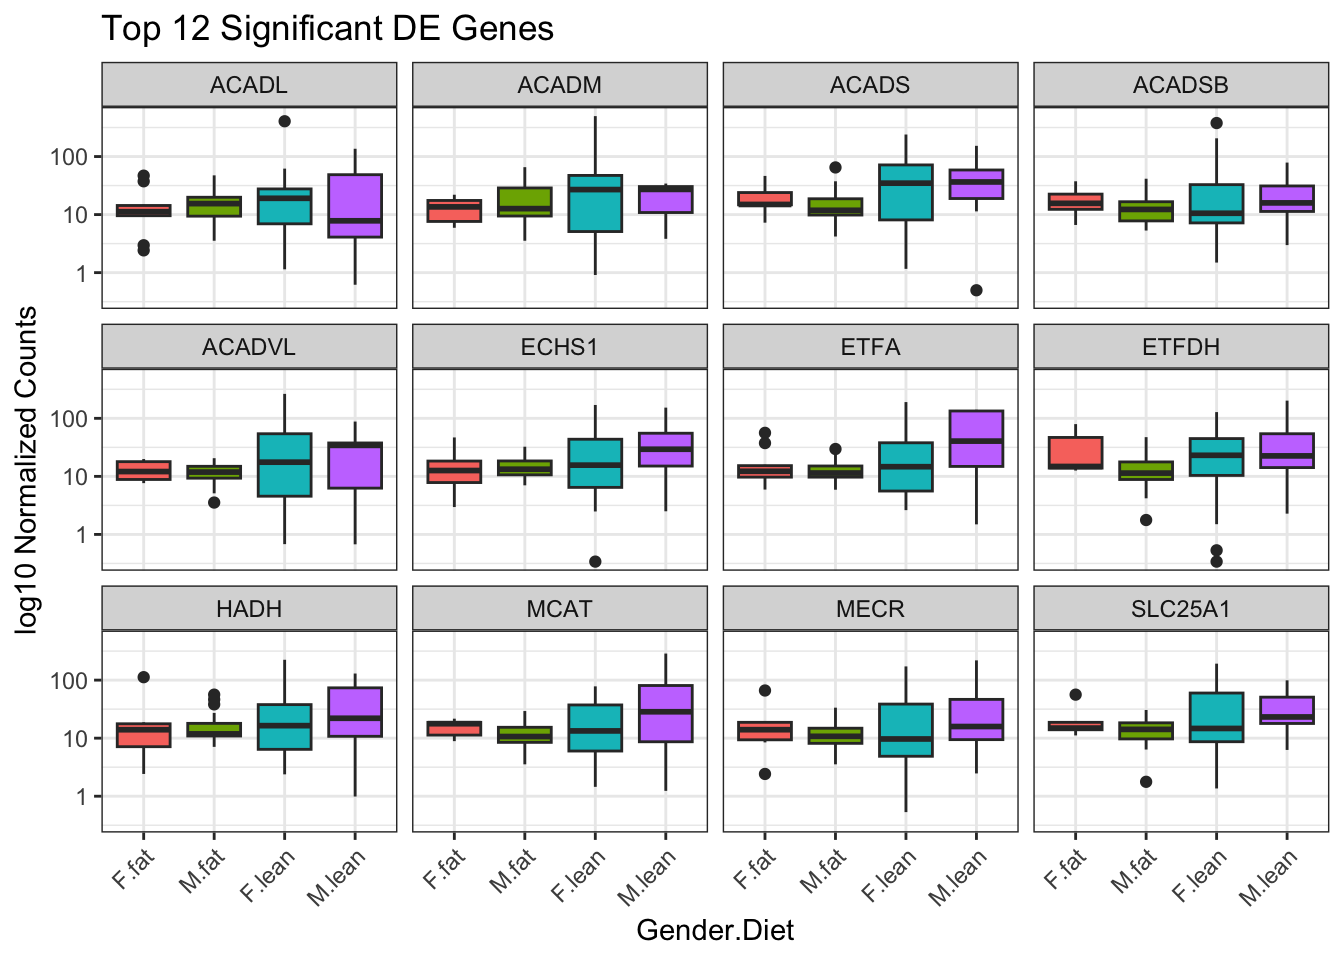 Top 12 Significant DE Genes
ACADL ACADM ACADS ACADSB
100
10
1
ACADVL ECHS1 ETFA ETFDH
100
10
1
HADH MCAT MECR SLC25A1
100
10
1
log10 Normalized Counts
F.fat M.fat F.lean M.lean F.fat M.fat F.lean M.lean F.fat M.fat F.lean M.lean F.fat M.fat F.lean M.lean
Gender.Diet